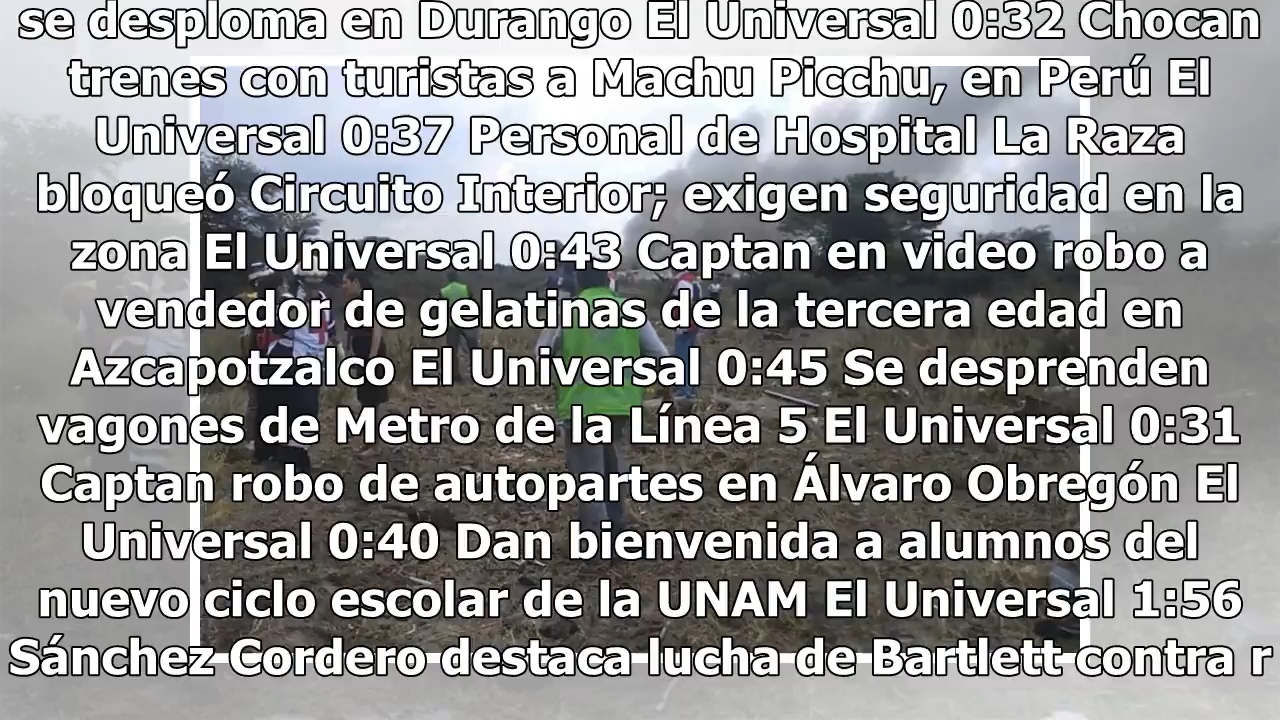 se desploma en Durango El Universal 0:32 Chocan
trenes con turistas a Machu Picchu, en Perú El
Universal 0:37 Personal de Hospital La Raza
bloqueó Circuito Interior; exigen seguridad en la
zona El Universal 0:43 Captan en video robo a
vendedor de gelatinas de la tercera edad en
Azcapotzalco El Universal 0:45 Se desprenden
vagones de Metro de la Línea 5 El Universal 0:31
Captan robo de autopartes en Álvaro Obregón El
Universal 0:40 Dan bienvenida a alumnos del
nuevo ciclo escolar de la UNAM El Universal 1:56
Sánchez Cordero destaca lucha de Bartlett contra r